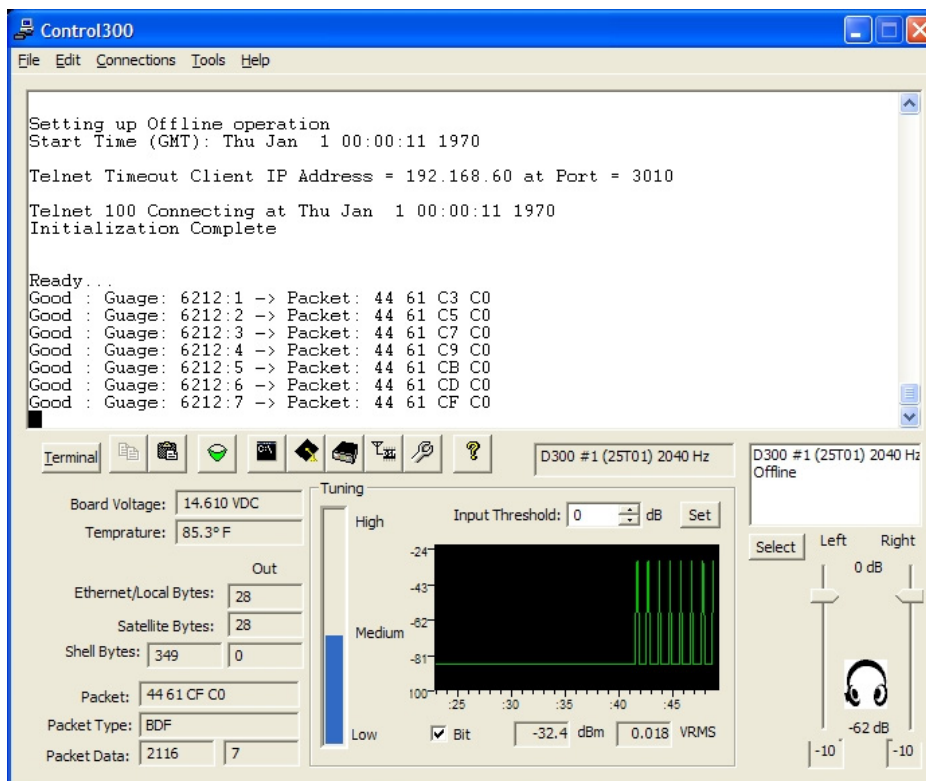 Control300
File Edit Connections Tools Help
Setting up Offline operation
Start Time (GMT): Thu Jan 1 00:00:11 1970
Telnet Timeout Client IP Address = 192.168.60 at Port = 3010
Telnet 100 Connecting at Thu Jan 1 00:00:11 1970
Initialization Complete
Ready...
Good : Guage: 6212:1 -> Packet: 44 61 C3 C0
Good : Guage: 6212:2 -> Packet: 44 61 C5 C0
Good : Guage: 6212:3 -> Packet: 44 61 C7 C0
Good : Guage: 6212:4 -> Packet: 44 61 C9 C0
Good : Guage: 6212:5 -> Packet: 44 61 CB C0
Good : Guage: 6212:6 -> Packet: 44 61 CD C0
Good : Guage: 6212:7 -> Packet: 44 61 CF C0
Terminal
D300 #1 (25T01) 2040 Hz
D300 #1 (25T01) 2040 Hz
Offline
Board Voltage: 14.610 VDC
Temprature: 85.3° F
Out
Ethernet/Local Bytes: 28
Satellite Bytes: 28
Shell Bytes: 349 0
Packet: 44 61 CF C0
Packet Type: BDF
Packet Data: 2116 7
Tuning
High
Medium
Low
Input Threshold: 0 dB Set
-24
-43
-62
-81
100
:25 :30 :35 :40 :45
Bit -32.4 dBm 0.018 VRMS
Select Left Right
0 dB
-62 dB
-10 -10